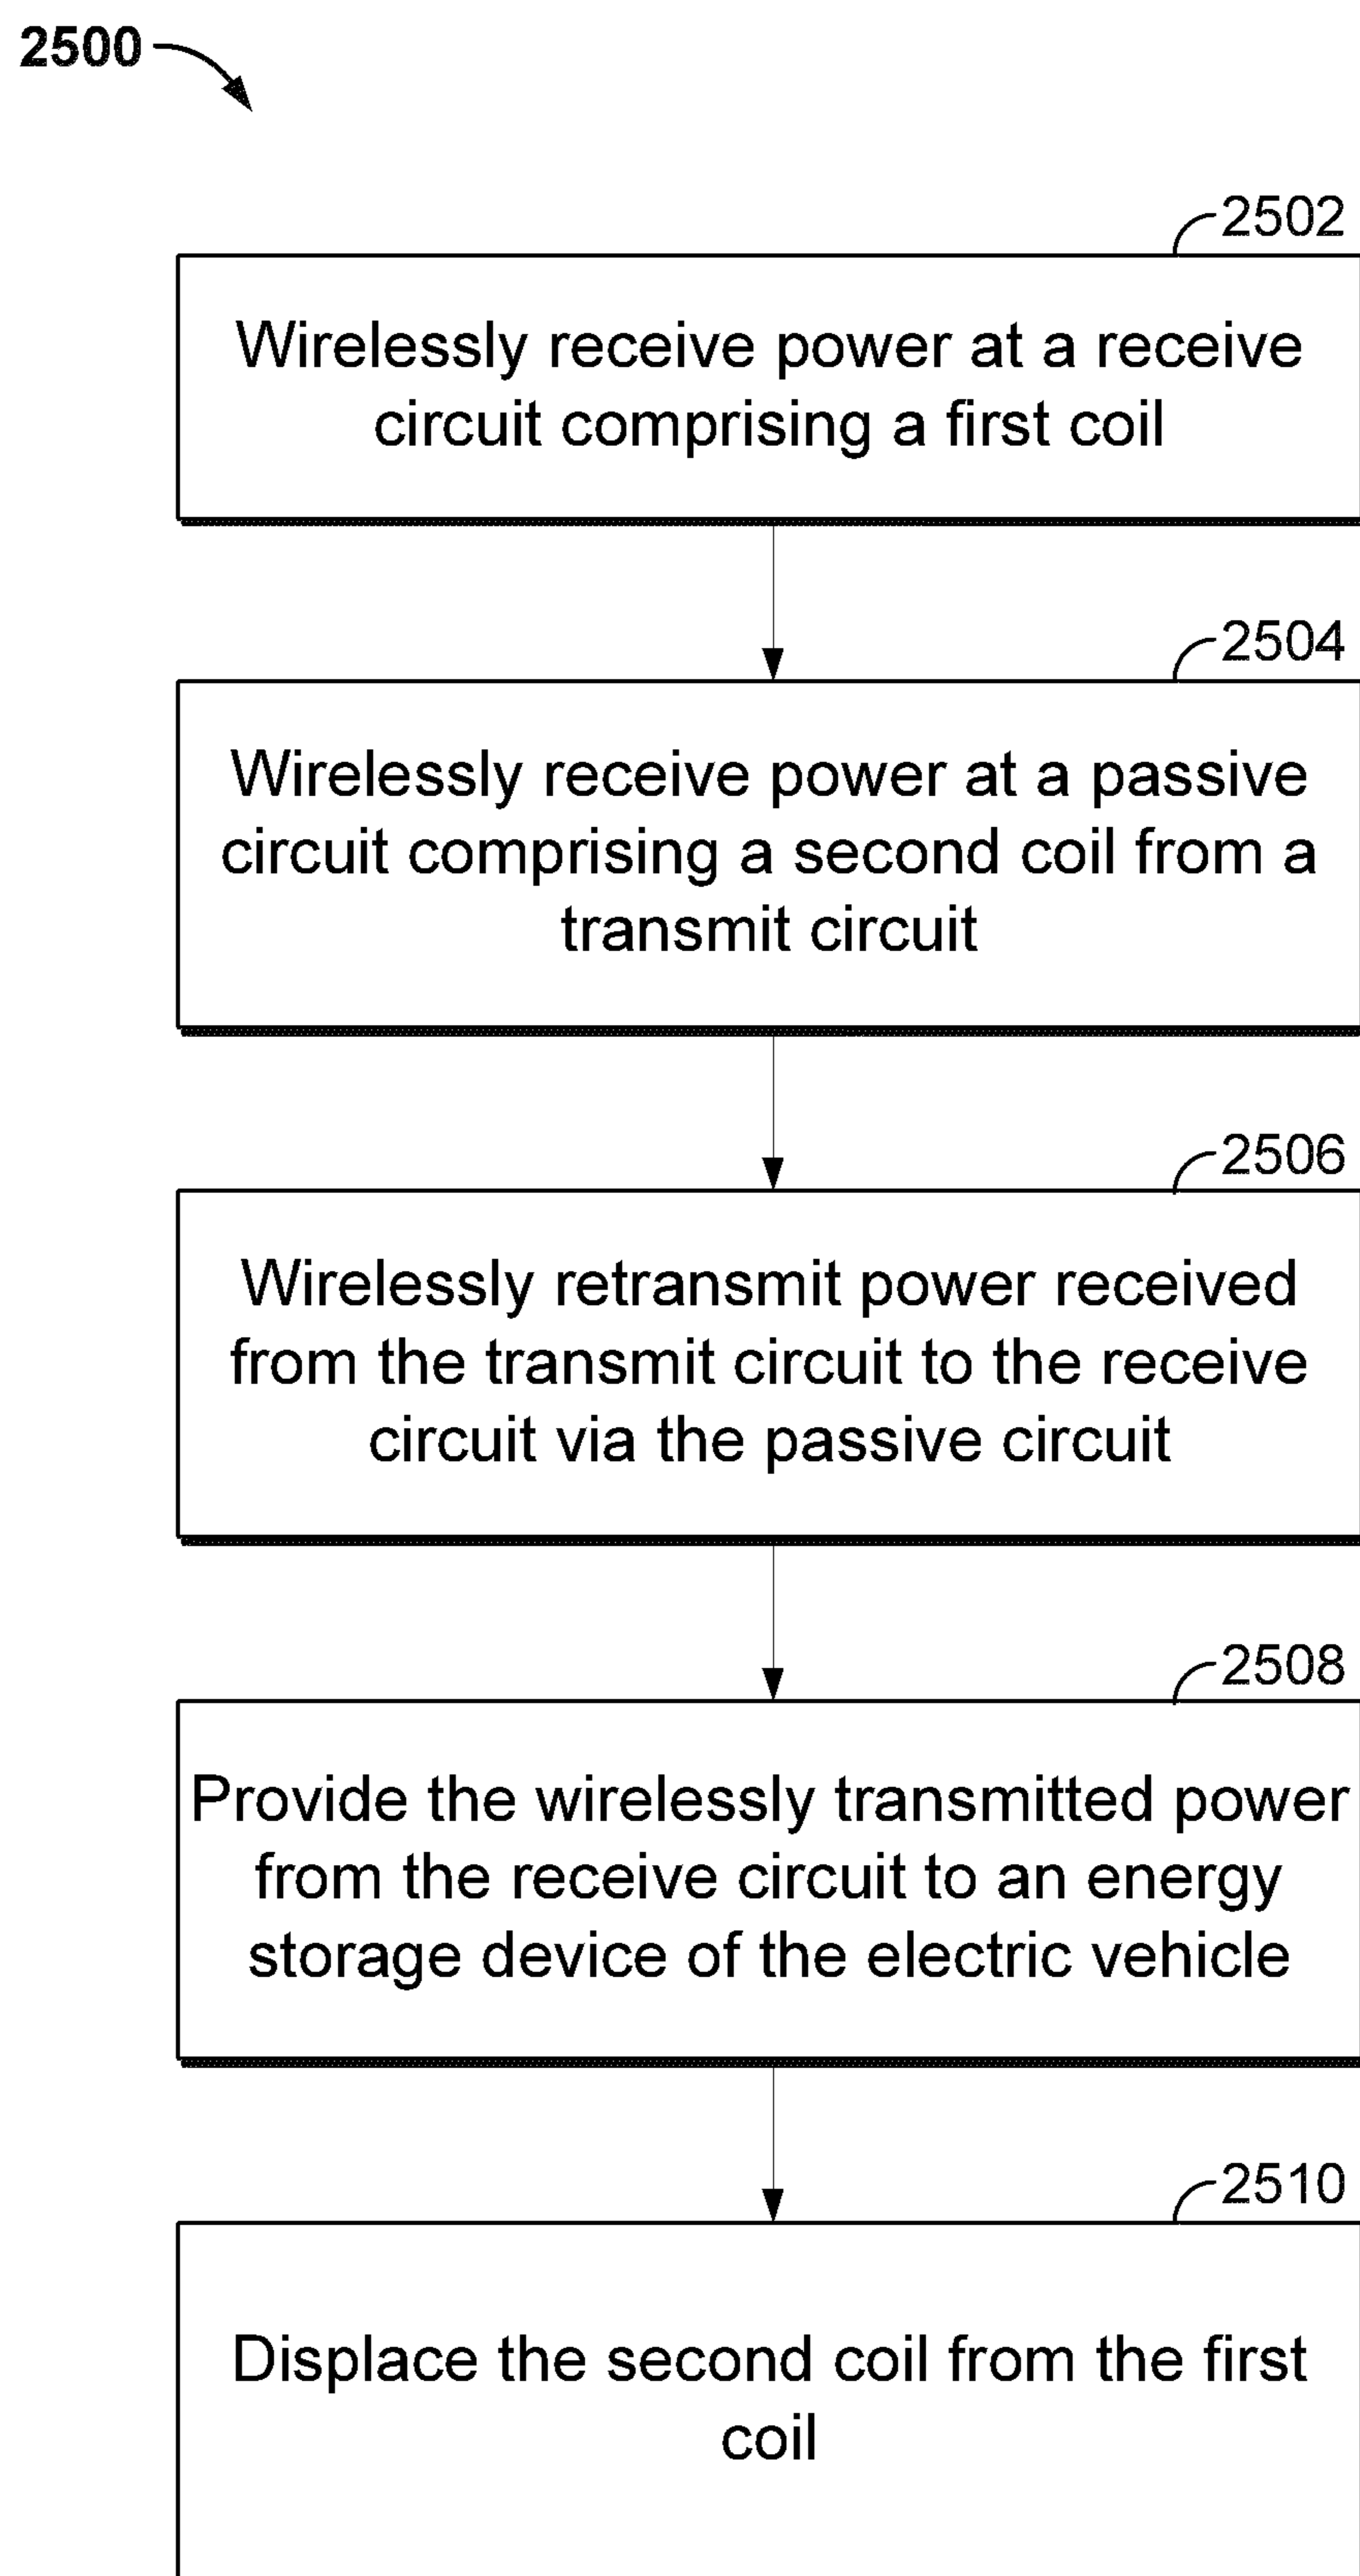 2500
2502
Wirelessly receive power at a receive
circuit comprising a first coil
2504
Wirelessly receive power at a passive
circuit comprising a second coil from a
transmit circuit
2506
Wirelessly retransmit power received
from the transmit circuit to the receive
circuit via the passive circuit
2508
Provide the wirelessly transmitted power
from the receive circuit to an energy
storage device of the electric vehicle
2510
Displace the second coil from the first
coil